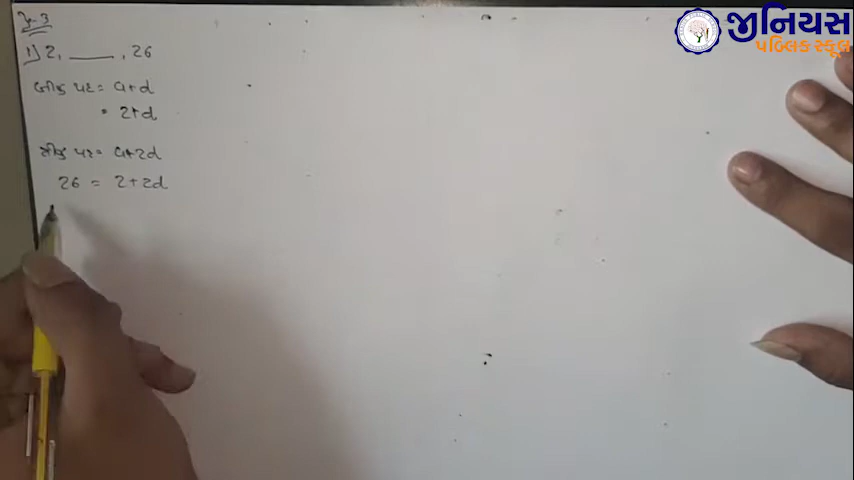 જીનિયસ
પબ્લિક સ્કૂલ
પ્ર-3
1) 2, ____ , 26
બીજુ પદ = a+d
= 2+d
ત્રીજુ પદ = a+2d
26 = 2+2d